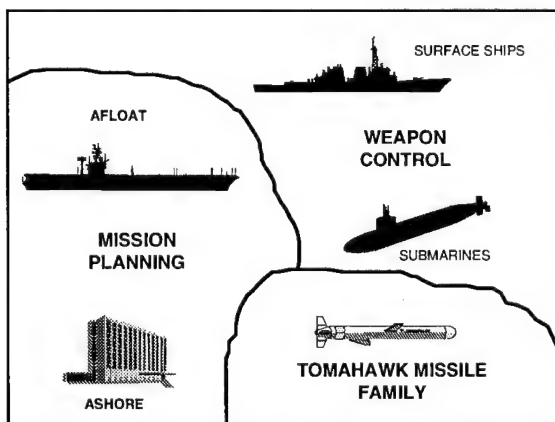 SURFACE SHIPS
AFLOAT
WEAPON
CONTROL
MISSION
PLANNING
SUBMARINES
TOMAHAWK MISSILE
FAMILY
ASHORE